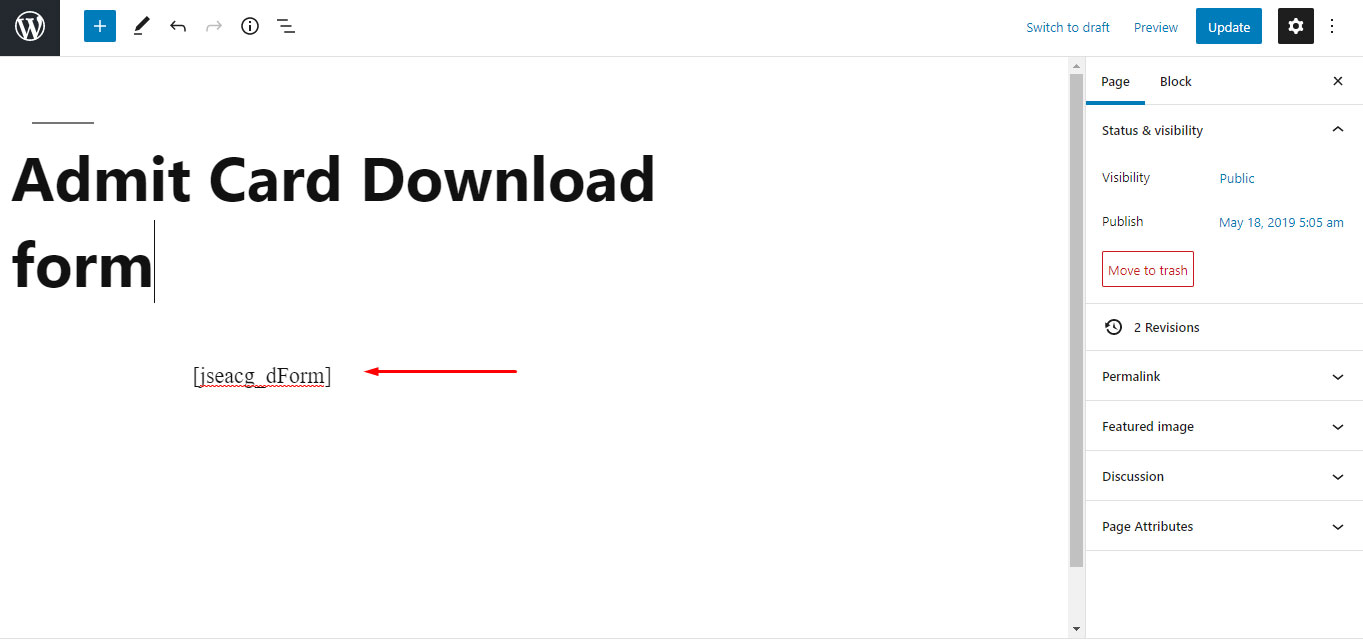 Switch to draft Preview Update
Page Block
Status & visibility
Visibility Public
Publish May 18, 2019 5:05 am
Move to trash
2 Revisions
Permalink
Featured image
Discussion
Page Attributes
Admit Card Download
form
[jseacg_dForm]